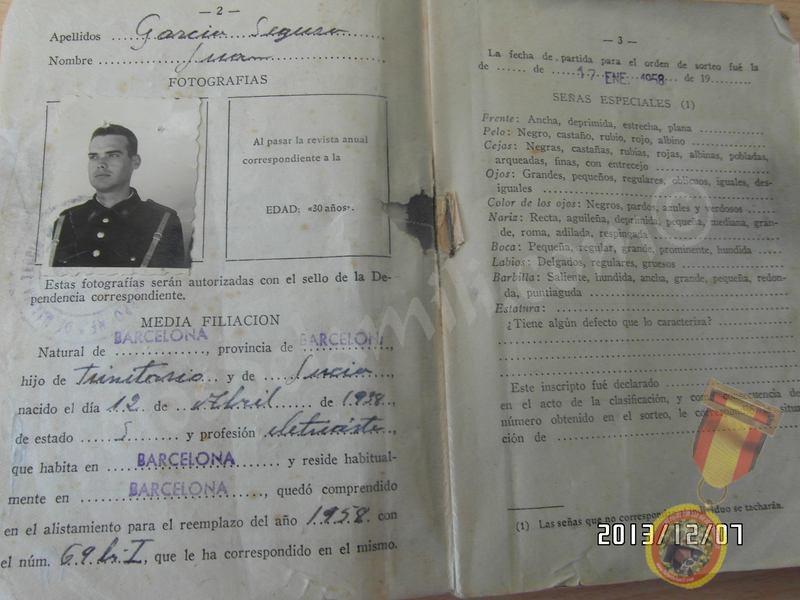 — 2 —
Apellidos .... Garcia Segura
Nombre .... Juan
FOTOGRAFIAS
Al pasar la revista anual
correspondiente a la
EDAD: «30 años».
Estas fotografías serán autorizadas con el sello de la De-
pendencia correspondiente.
MEDIA FILIACION
Natural de BARCELONA, provincia de BARCELONA
hijo de Trinitario y de Lucia,
nacido el día 12 de Abril de 1938,
de estado S y profesión
que habita en BARCELONA y reside habitual-
mente en BARCELONA, quedó comprendido
en el alistamiento para el reemplazo del año 1958 con
el núm. 69, que le ha correspondido en el mismo.
— 3 —
La fecha de partida para el orden de sorteo fué la
de ...... de ...17 ENE. 1958... de 19.........
SEÑAS ESPECIALES (1)
Frente: Ancha, deprimida, estrecha, plana
Pelo: Negro, castaño, rubio, rojo, albino
Cejas: Negras, castañas, rubias, rojas, albinas, pobladas,
arqueadas, finas, con entrecejo
Ojos: Grandes, pequeños, regulares, oblicuos, iguales, des-
iguales
Color de los ojos: Negros, pardos, azules y verdosos
Nariz: Recta, aguileña, deprimida, pequeña, mediana, gran-
de, roma, adilada, respingada
Boca: Pequeña, regular, grande, prominente, hundida
Labios: Delgados, regulares, gruesos
Barbilla: Saliente, hundida, ancha, grande, pequeña, redon-
da, puntiaguda
Estatura:
¿Tiene algún defecto que lo caracteriza?
Este inscripto fué declarado
en el acto de la clasificación, y como consecuencia del
número obtenido en el sorteo, le
ción de
(1) Las señas que no correspondan al individuo se tacharán.
2013/12/07